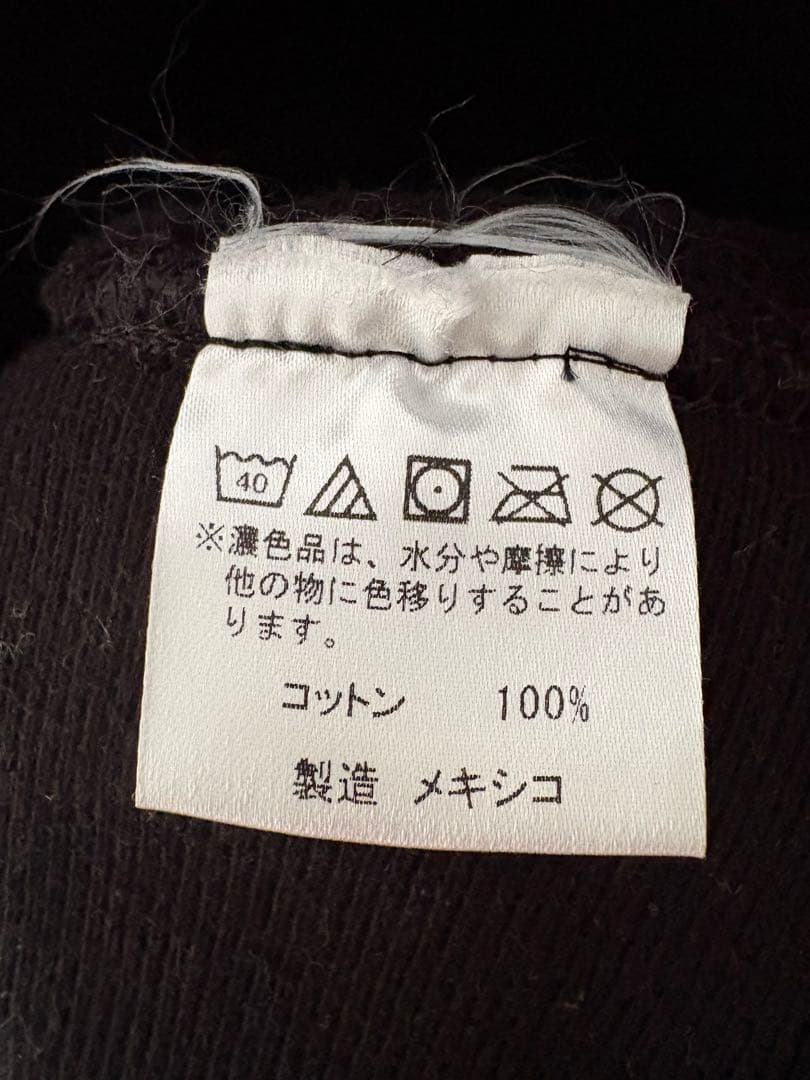 40
※濃色品は、水分や摩擦により
他の物に色移りすることがあ
ります。
コットン 100%
製造 メキシコ